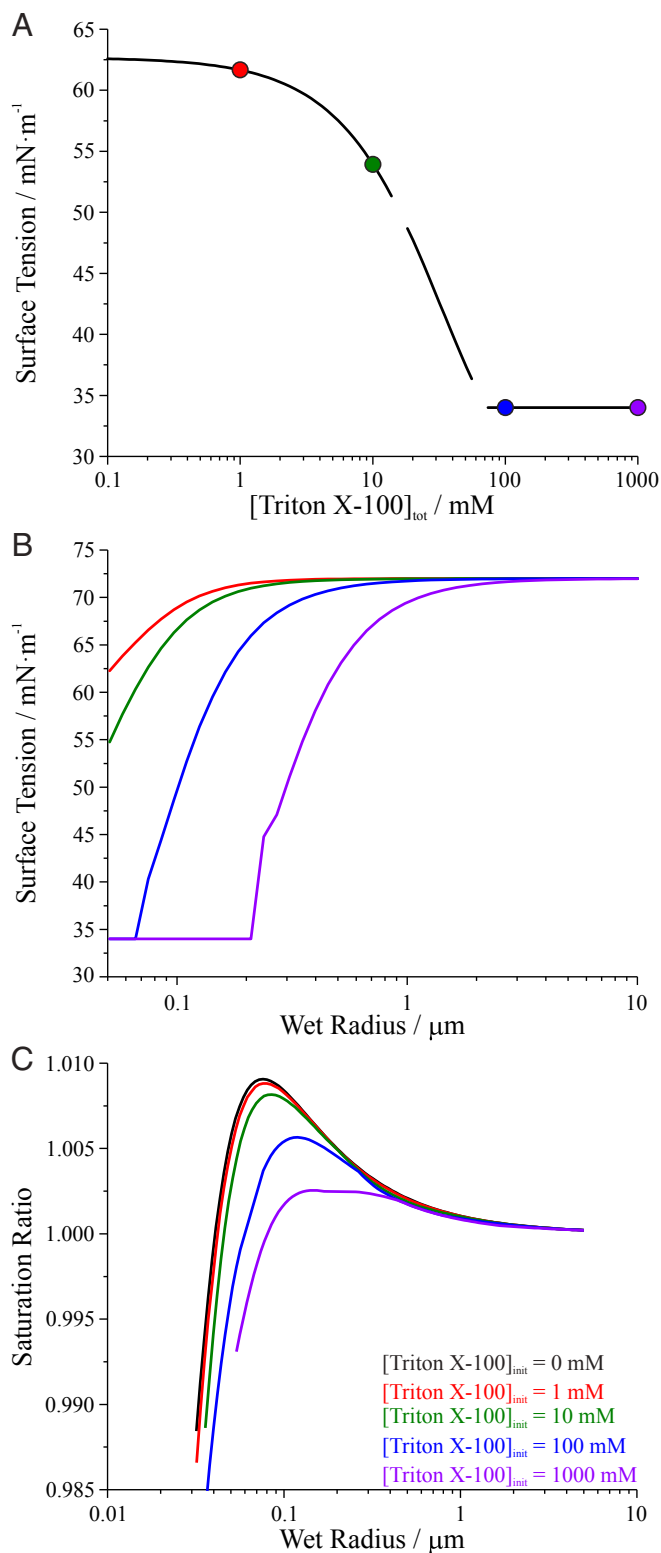 A
65
60
55
50
45
40
35
30
Surface Tension / mN·m⁻¹
0.1 1 10 100 1000
[Triton X-100]tot / mM
B
75
70
65
60
55
50
45
40
35
30
Surface Tension / mN·m⁻¹
0.1 1 10
Wet Radius / μm
C
1.010
1.005
1.000
0.995
0.990
0.985
Saturation Ratio
[Triton X-100]init = 0 mM
[Triton X-100]init = 1 mM
[Triton X-100]init = 10 mM
[Triton X-100]init = 100 mM
[Triton X-100]init = 1000 mM
0.01 0.1 1 10
Wet Radius / μm